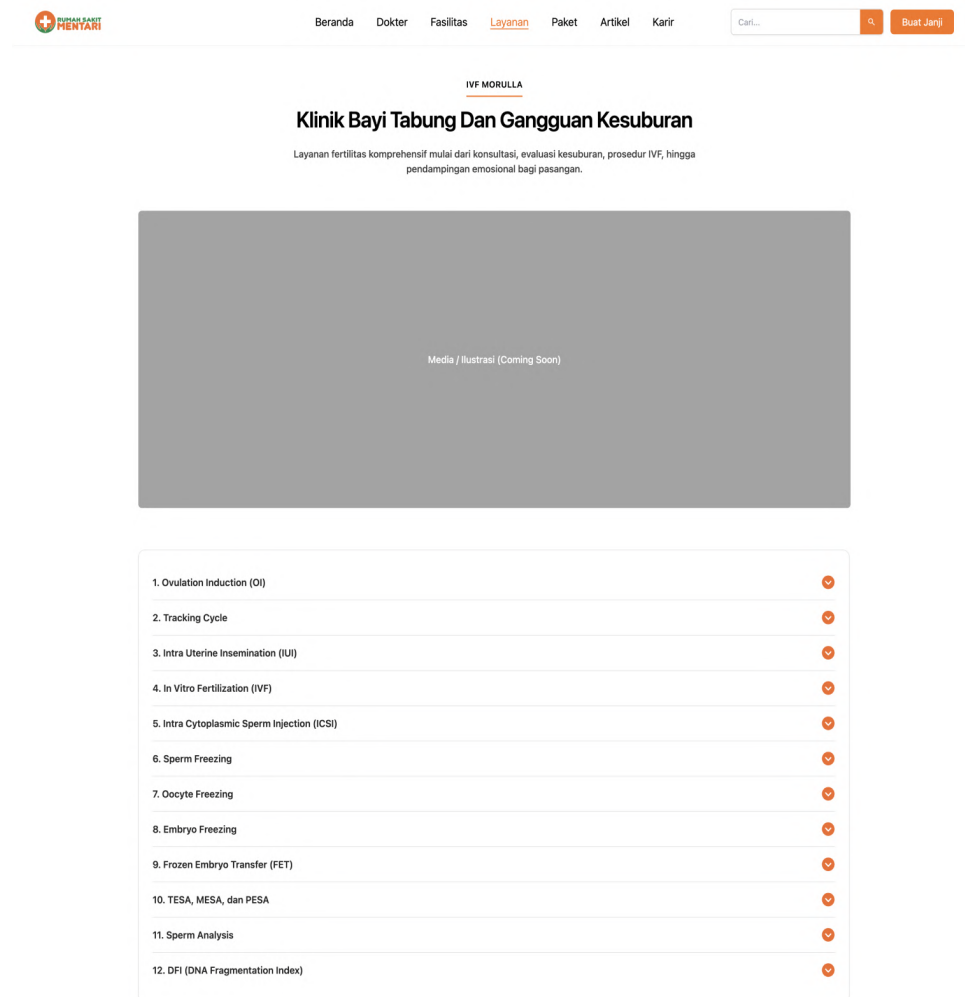 RUMAH SAKIT
MENTARI
Beranda
Dokter
Fasilitas
Layanan
Paket
Artikel
Karir
Cari...
Buat Janji
IVF MORULLA
Klinik Bayi Tabung Dan Gangguan Kesuburan
Layanan fertilitas komprehensif mulai dari konsultasi, evaluasi kesuburan, prosedur IVF, hingga
pendampingan emosional bagi pasangan.
Media / Ilustrasi (Coming Soon)
1. Ovulation Induction (OI)
2. Tracking Cycle
3. Intra Uterine Insemination (IUI)
4. In Vitro Fertilization (IVF)
5. Intra Cytoplasmic Sperm Injection (ICSI)
6. Sperm Freezing
7. Oocyte Freezing
8. Embryo Freezing
9. Frozen Embryo Transfer (FET)
10. TESA, MESA, dan PESA
11. Sperm Analysis
12. DFI (DNA Fragmentation Index)